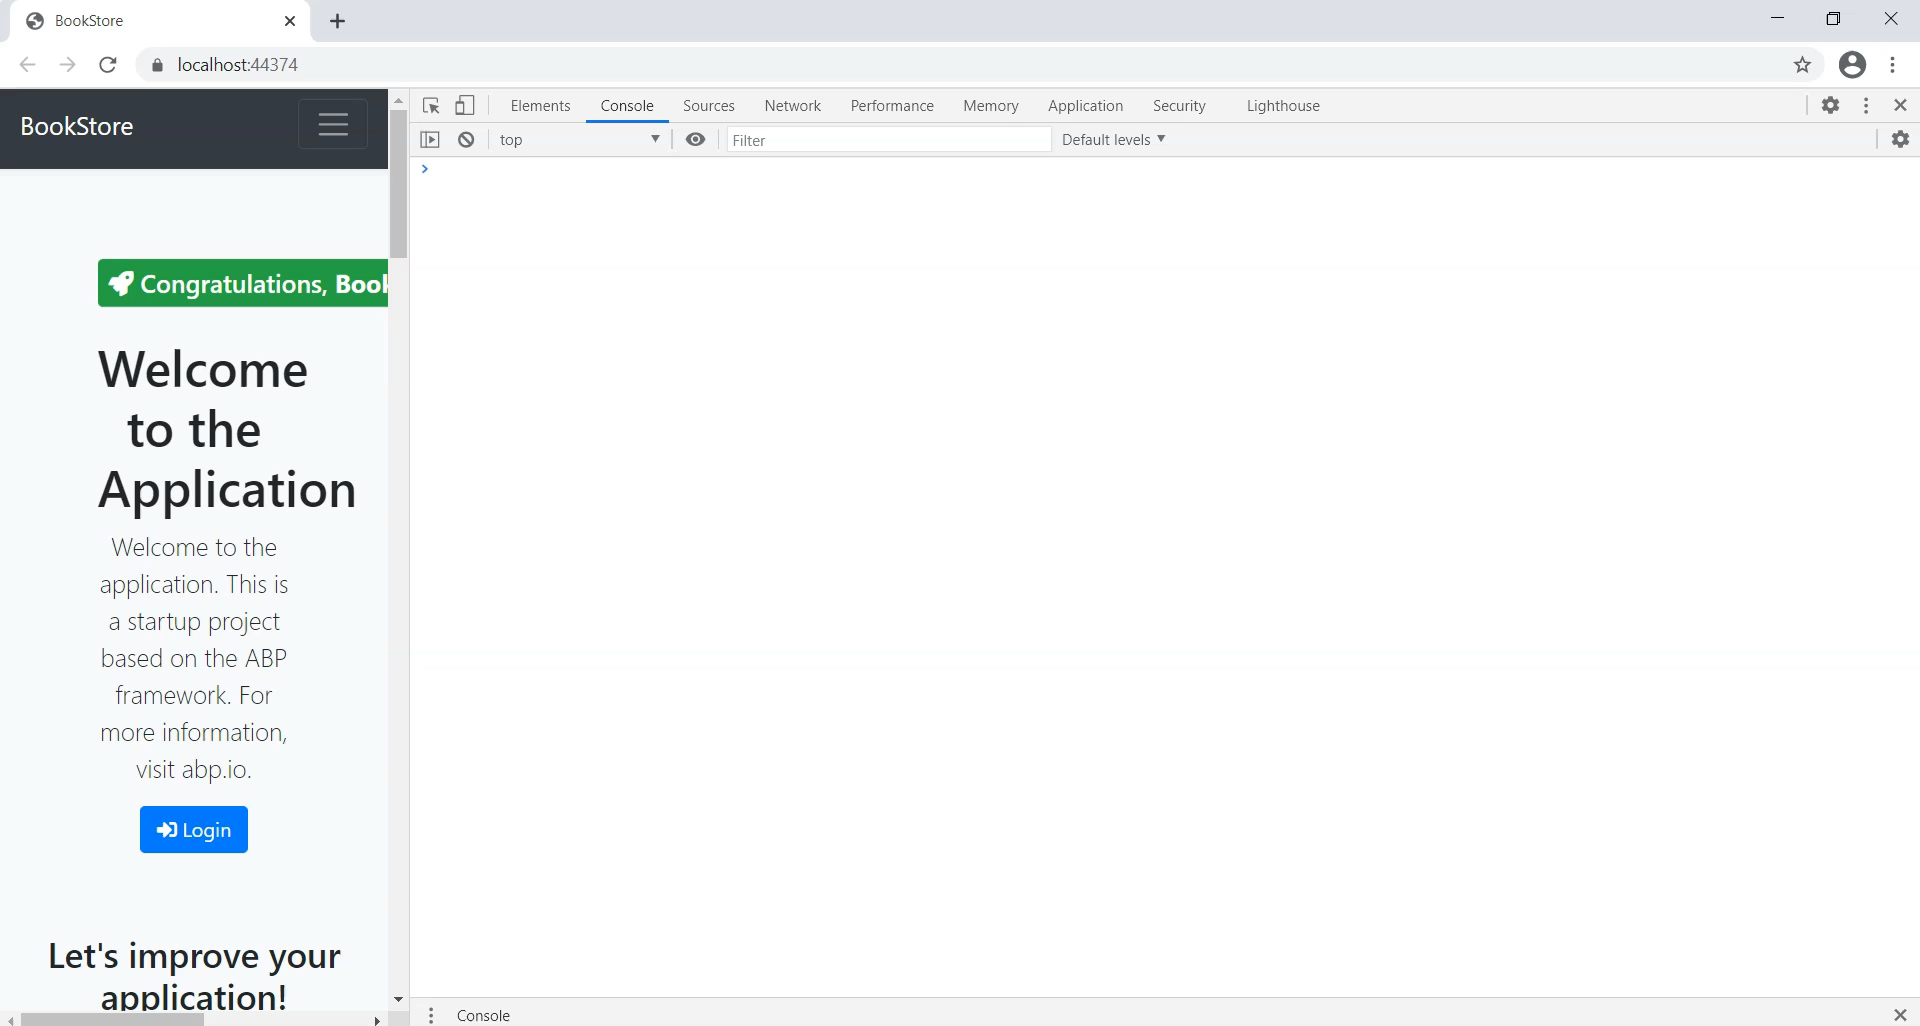 BookStore
localhost:44374
BookStore
Elements Console Sources Network Performance Memory Application Security Lighthouse
top Filter Default levels
Congratulations, Book
Welcome
to the
Application
Welcome to the
application. This is
a startup project
based on the ABP
framework. For
more information,
visit abp.io.
Login
Let's improve your
application!
Console